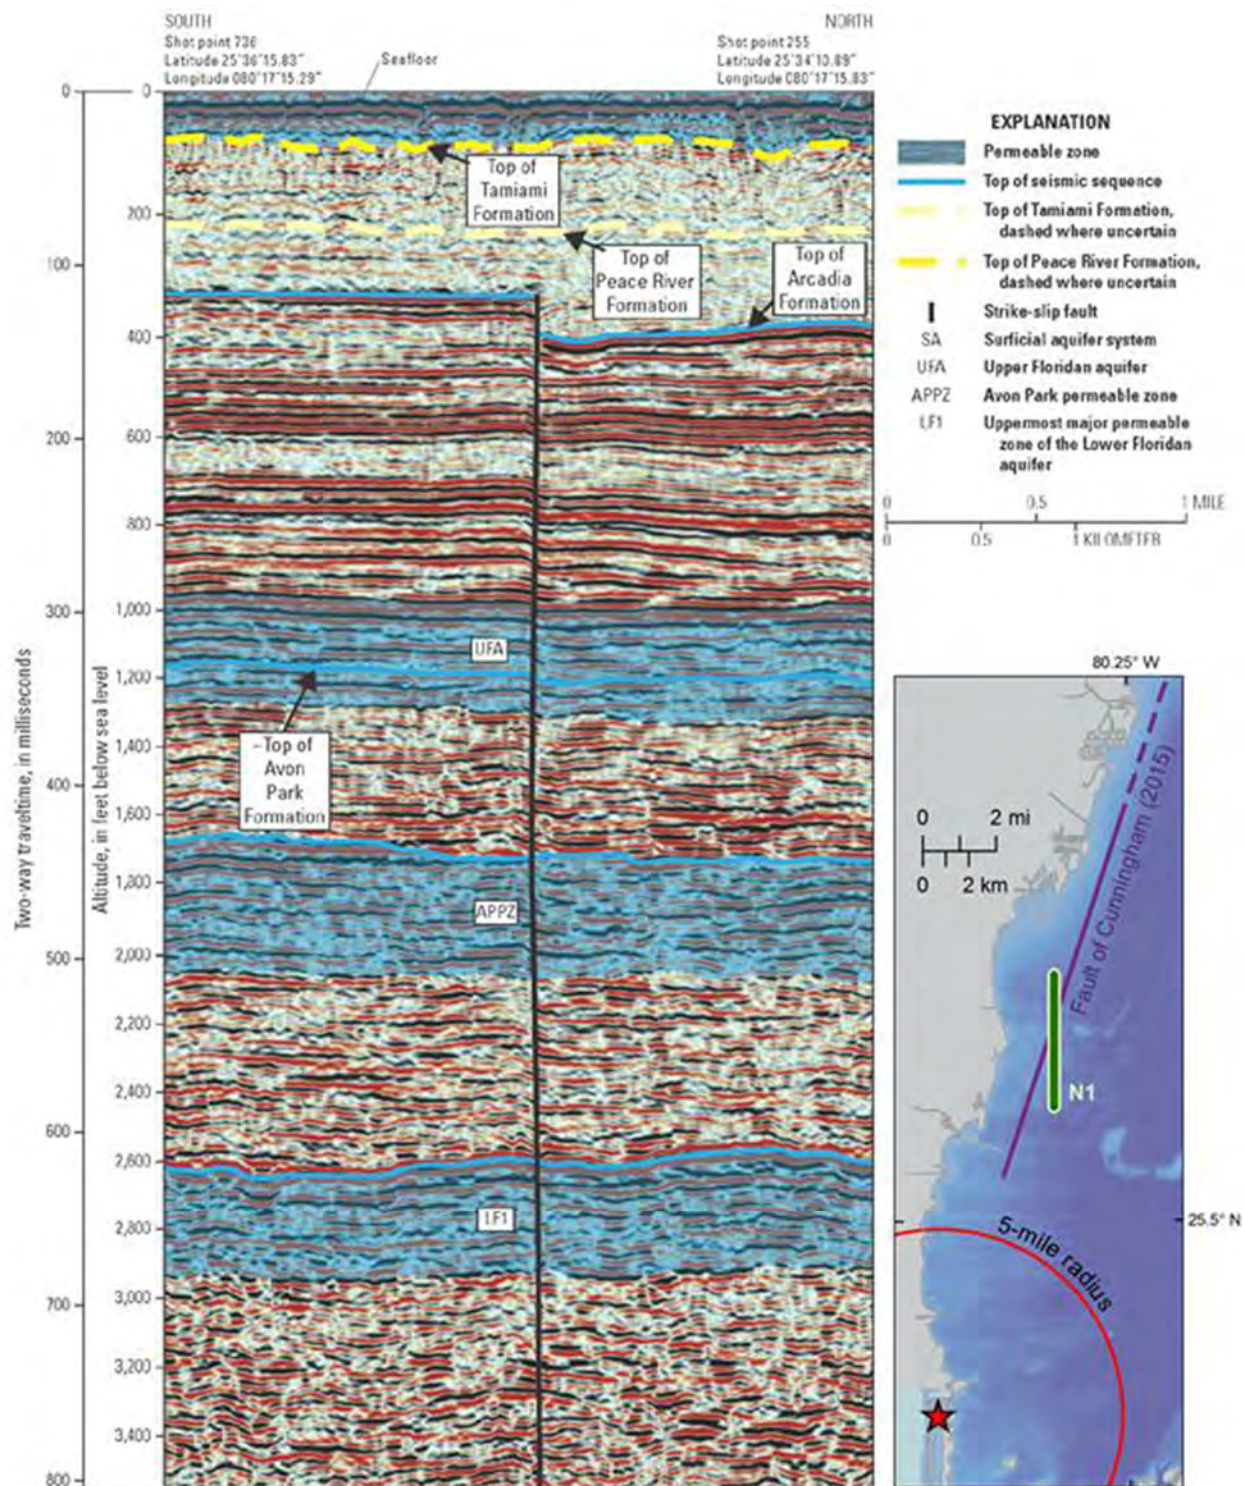 SOUTH
Shot point 736
Latitude 25°36'15.83"
Longitude 080°17'15.29"
Seafloor
NORTH
Shot point 255
Latitude 25°34'10.89"
Longitude 080°17'15.83"
0
100
200
300
400
500
600
700
800
Two-way traveltime, in milliseconds
0
200
400
600
800
1,000
1,200
1,400
1,600
1,800
2,000
2,200
2,400
2,600
2,800
3,000
3,200
3,400
Altitude, in feet below sea level
Top of
Tamiami
Formation
Top of
Peace River
Formation
Top of
Arcadia
Formation
UFA
~Top of
Avon
Park
Formation
APPZ
LF1
EXPLANATION
Permeable zone
Top of seismic sequence
Top of Tamiami Formation,
dashed where uncertain
Top of Peace River Formation,
dashed where uncertain
Strike-slip fault
SA Surficial aquifer system
UFA Upper Floridan aquifer
APPZ Avon Park permeable zone
LF1 Uppermost major permeable
zone of the Lower Floridan
aquifer
0 0.5 1 MILE
0 0.5 1 KILOMETER
80.25° W
0 2 mi
0 2 km
Fault of Cunningham (2015)
N1
25.5° N
5-mile radius